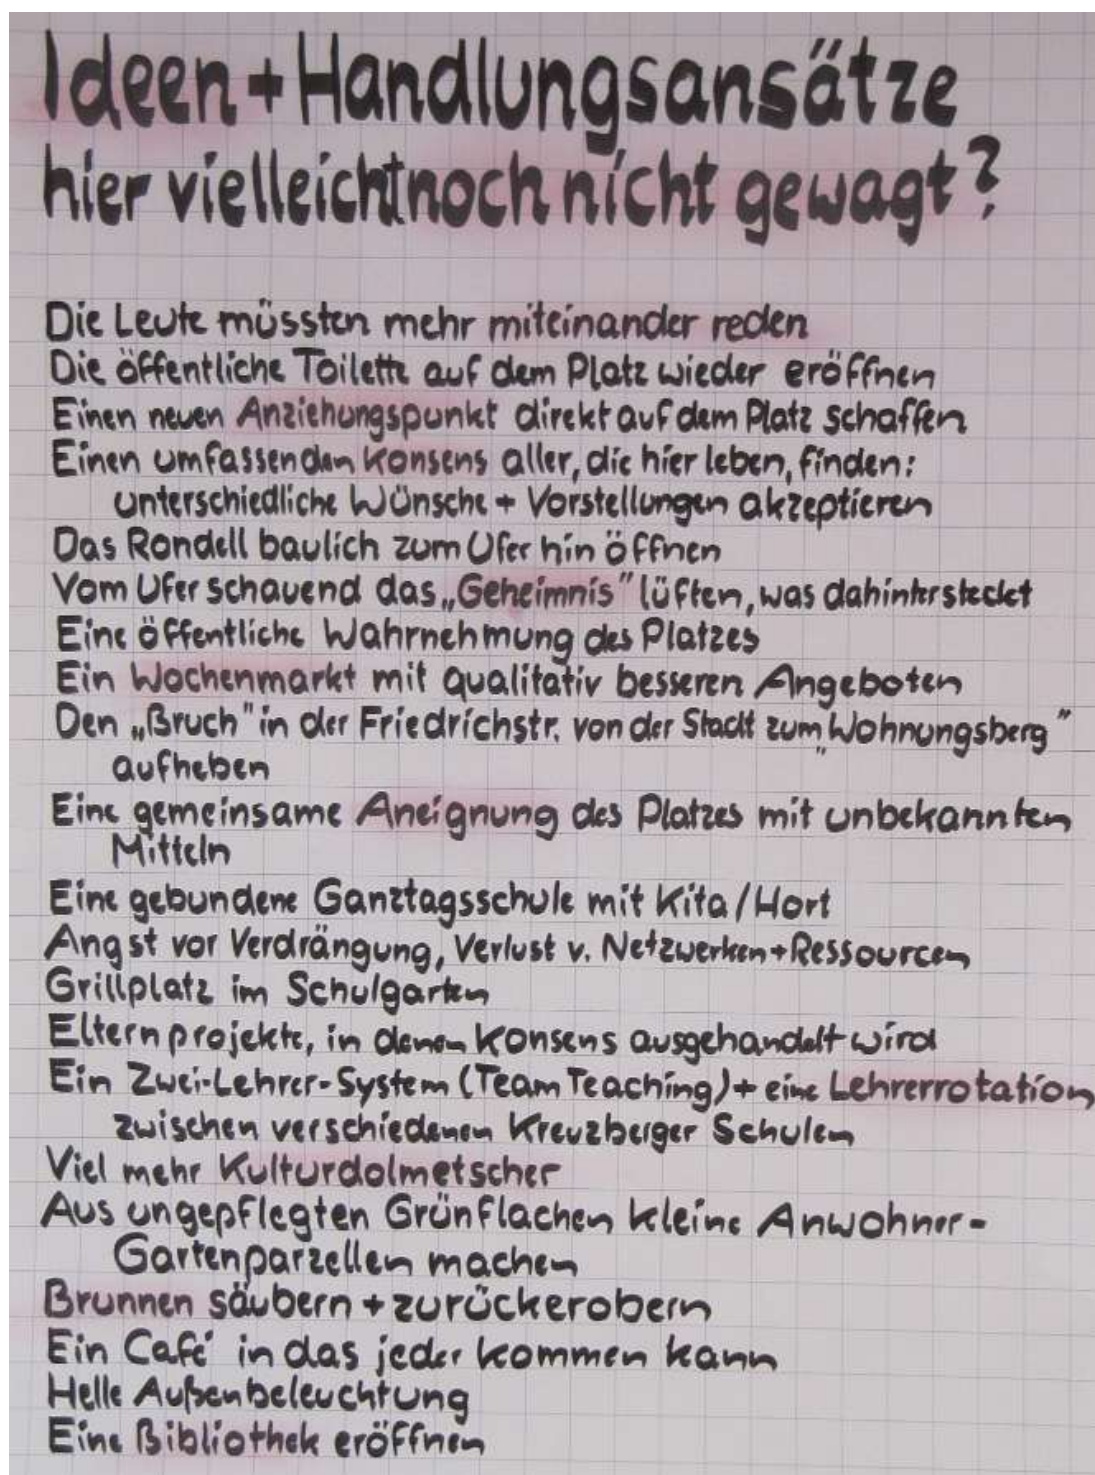 Ideen + Handlungsansätze
hier vielleicht noch nicht gewagt?
Die Leute müssten mehr miteinander reden
Die öffentliche Toilette auf dem Platz wieder eröffnen
Einen neuen Anziehungspunkt direkt auf dem Platz schaffen
Einen umfassenden Konsens aller, die hier leben, finden:
unterschiedliche Wünsche + Vorstellungen akzeptieren
Das Rondell baulich zum Ufer hin öffnen
Vom Ufer schauend das „Geheimnis" lüften, was dahintersteckt
Eine öffentliche Wahrnehmung des Platzes
Ein Wochenmarkt mit qualitativ besseren Angeboten
Den „Bruch" in der Friedrichstr. von der Stadt zum „Wohnungsberg"
aufheben
Eine gemeinsame Aneignung des Platzes mit unbekannten
Mitteln
Eine gebundene Ganztagsschule mit Kita/Hort
Angst vor Verdrängung, Verlust v. Netzwerken + Ressourcen
Grillplatz im Schulgarten
Elternprojekte, in denen Konsens ausgehandelt wird
Ein Zwei-Lehrer-System (Team Teaching) + eine Lehrerrotation
zwischen verschiedenen Kreuzberger Schulen
Viel mehr Kulturdolmetscher
Aus ungepflegten Grünflachen kleine Anwohner-
Gartenparzellen machen
Brunnen säubern + zurückerobern
Ein Café in das jeder kommen kann
Helle Außenbeleuchtung
Eine Bibliothek eröffnen